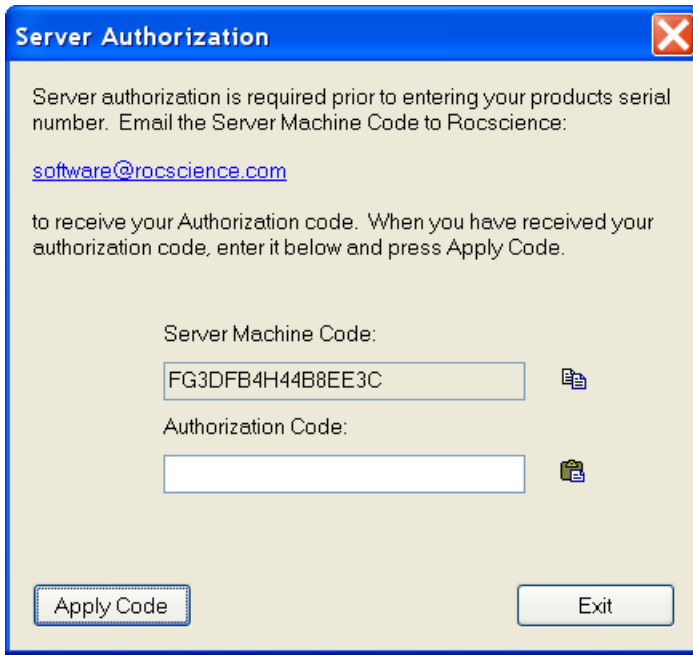 Server Authorization
Server authorization is required prior to entering your products serial
number. Email the Server Machine Code to Rocscience:
software@rocscience.com
to receive your Authorization code. When you have received your
authorization code, enter it below and press Apply Code.
Server Machine Code:
FG3DFB4H44B8EE3C
Authorization Code:
Apply Code
Exit